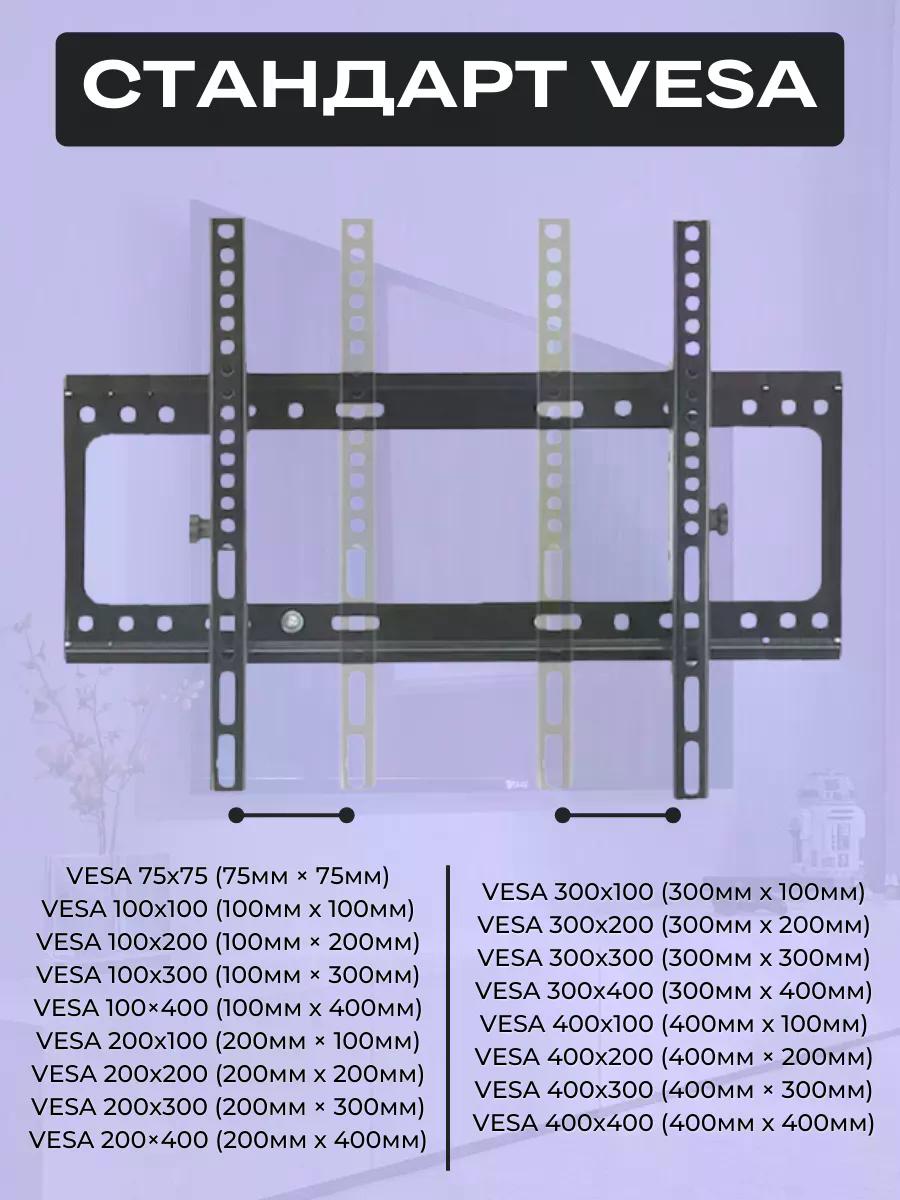 СТАНДАРТ VESA
VESA 75x75 (75мм × 75мм)
VESA 100x100 (100мм x 100мм)
VESA 100x200 (100мм × 200мм)
VESA 100x300 (100мм × 300мм)
VESA 100×400 (100мм x 400мм)
VESA 200x100 (200мм × 100мм)
VESA 200x200 (200мм x 200мм)
VESA 200x300 (200мм × 300мм)
VESA 200×400 (200мм x 400мм)
VESA 300x100 (300мм x 100мм)
VESA 300x200 (300мм x 200мм)
VESA 300x300 (300мм x 300мм)
VESA 300x400 (300мм x 400мм)
VESA 400x100 (400мм x 100мм)
VESA 400x200 (400мм × 200мм)
VESA 400x300 (400мм × 300мм)
VESA 400x400 (400мм x 400мм)